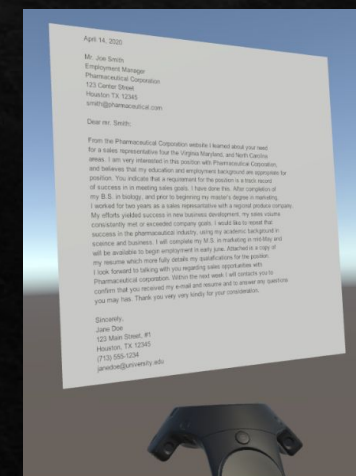 April 14, 2020
Mr. Joe Smith
Employment Manager
Pharmaceutical Corporation
123 Center Street
Houston TX 12345
smith@pharmaceutical.com
Dear mr. Smith:
From the Pharmaceutical Corporation website I learned about your need
for a sales representative four the Virginia Maryland, and North Carolina
areas. I am very interested in this position with Pharmaceutical Corporation,
and believes that my education and employment background are appropriate for
position. You indicate that a requirement for the position is a track record
of success in in meeting sales goals. I have done this. After completion of
my B.S. in biology, and prior to beginning my master's degree in marketing,
I worked for two years as a sales representative with a regional produce company.
My efforts yielded success in new business development, my sales volume
consistently met or exceeded company goals. I would like to repeat that
success in the pharmaceutical industry, using my academic background in
science and business. I will complete my M.S. in marketing in mid-May and
will be available to begin employment in early june. Attached is a copy of
my resume which more fully details my qualifications for the position.
I look forward to talking with you regarding sales opportunities with
Pharmaceutical corporation. Within the next week I will contacts you to
confirm that you received my e-mail and resume and to answer any questions
you may has. Thank you very very kindly for your consideration.
Sincerely,
Jane Doe
123 Main Street, #1
Houston, TX 12345
(713) 555-1234
janedoe@university.edu